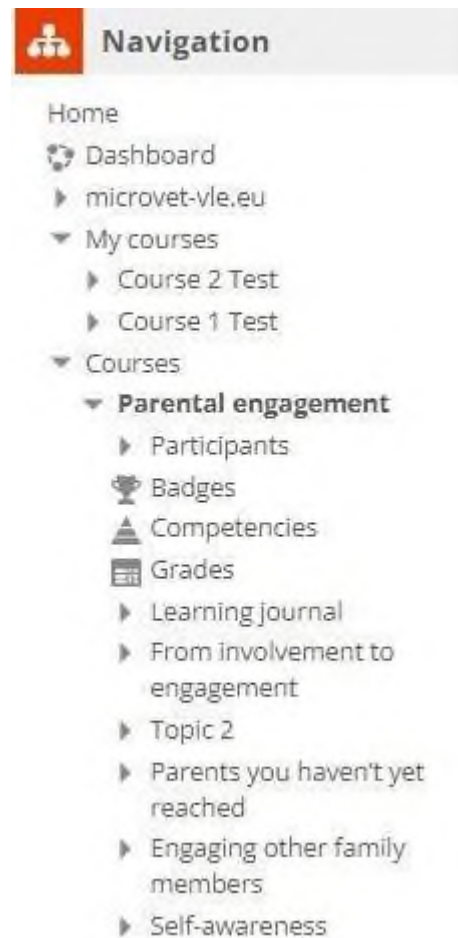 Navigation
Home
Dashboard
microvet-vle.eu
My courses
Course 2 Test
Course 1 Test
Courses
Parental engagement
Participants
Badges
Competencies
Grades
Learning journal
From involvement to
engagement
Topic 2
Parents you haven't yet
reached
Engaging other family
members
Self-awareness